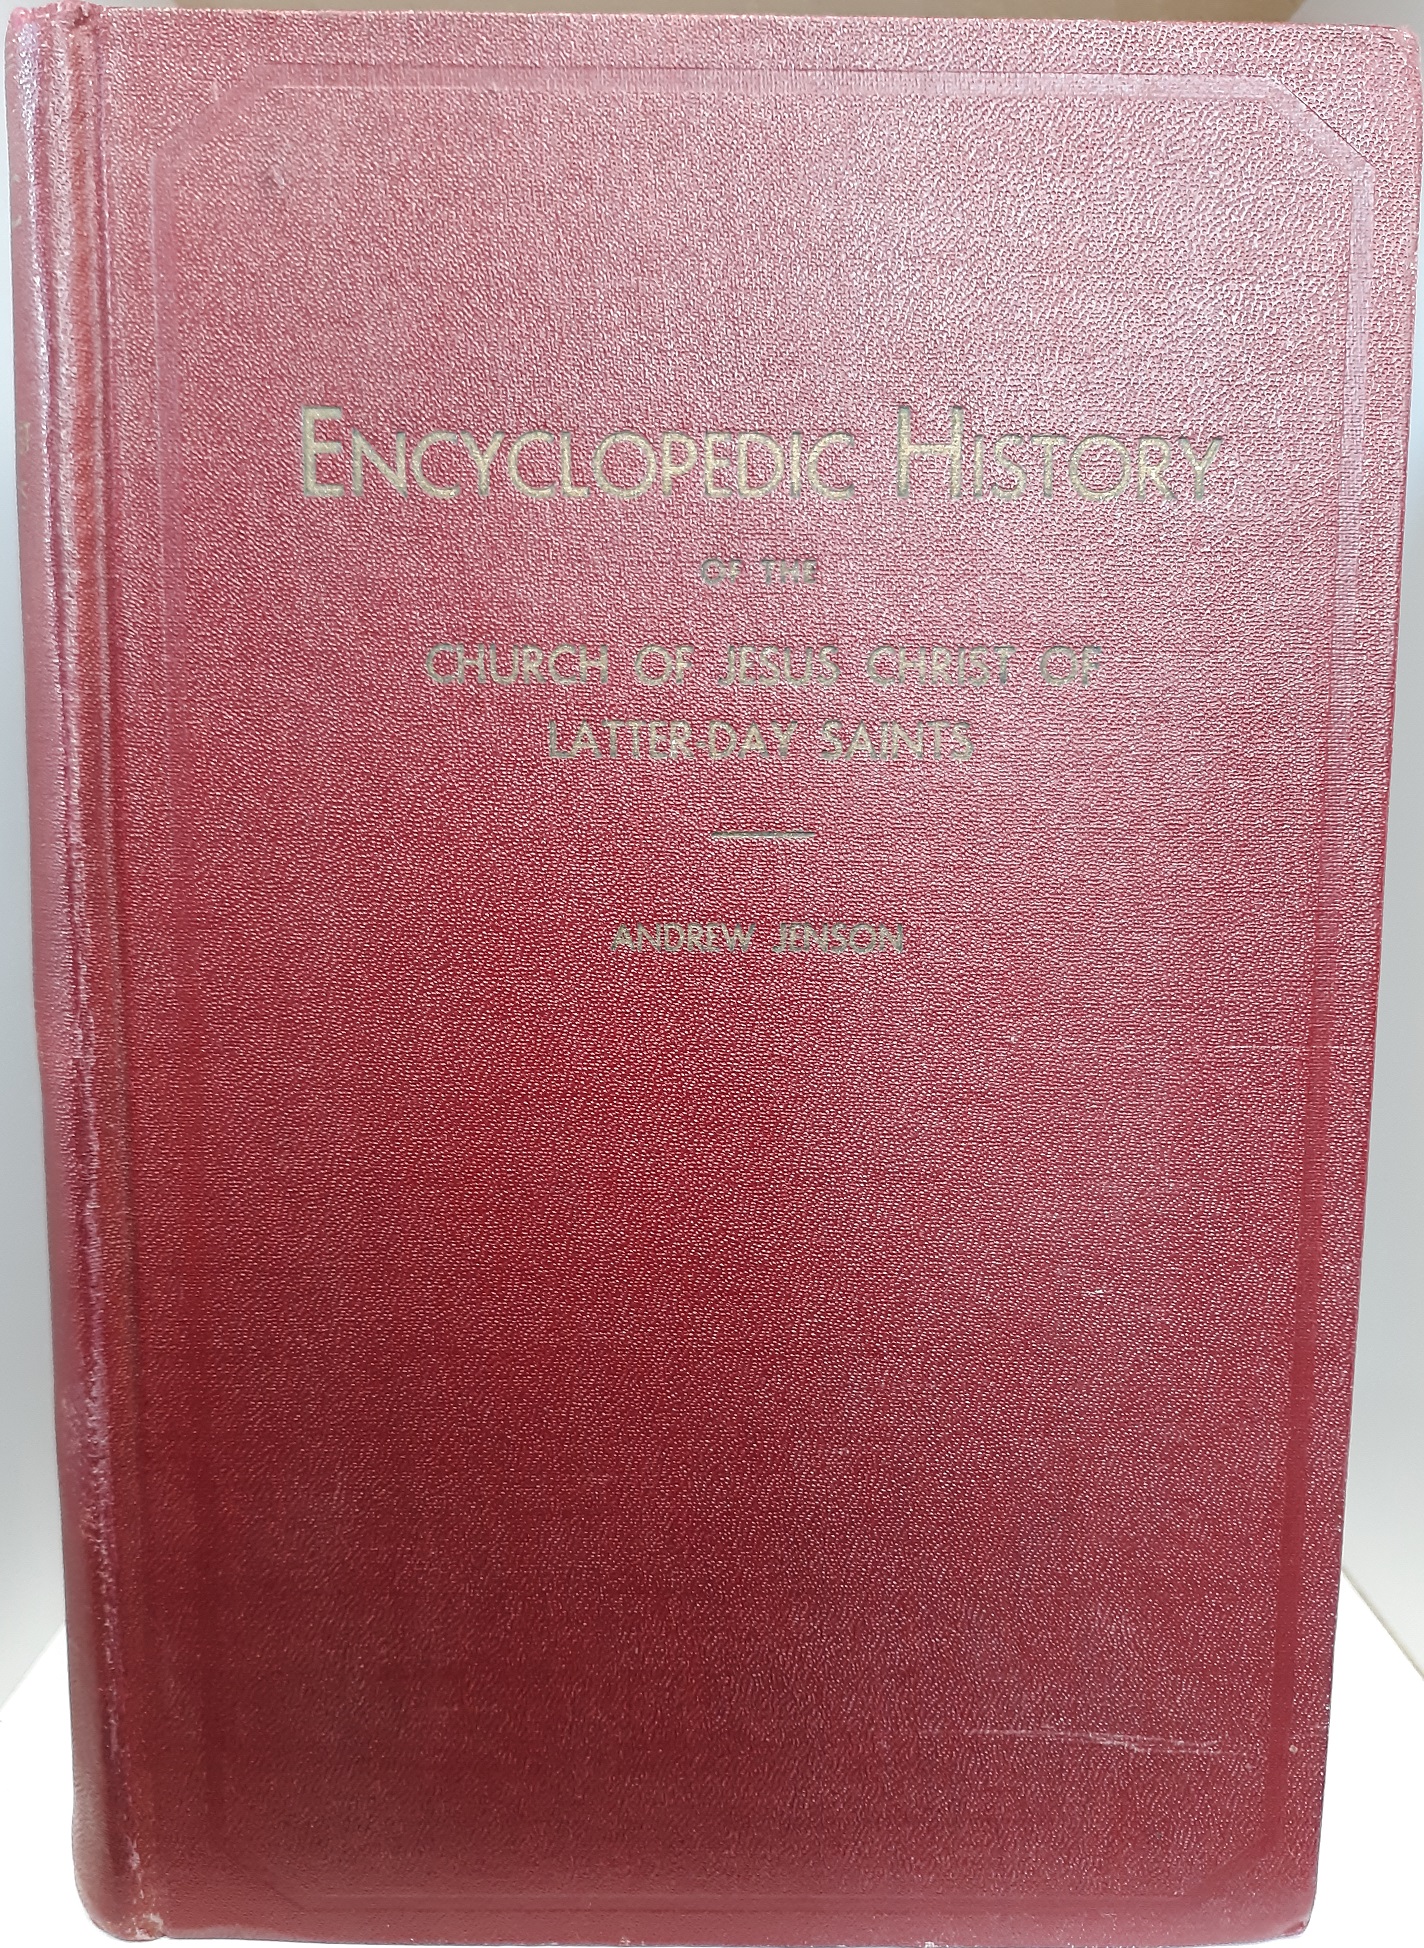 ENCYCLOPEDIC HISTORY
OF THE
CHURCH OF JESUS CHRIST OF
LATTER-DAY SAINTS
ANDREW JENSON